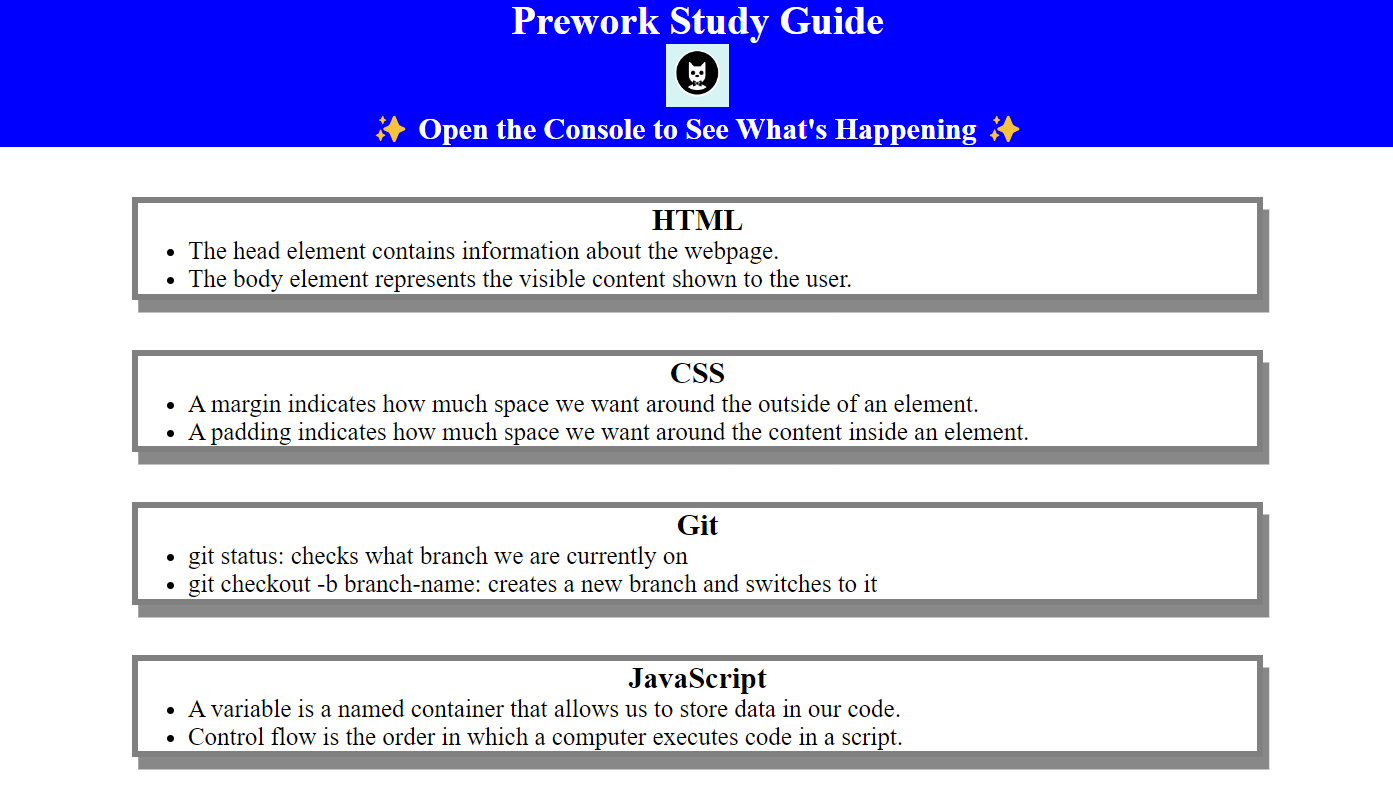 Prework Study Guide
✨ Open the Console to See What's Happening ✨
HTML
• The head element contains information about the webpage.
• The body element represents the visible content shown to the user.
CSS
• A margin indicates how much space we want around the outside of an element.
• A padding indicates how much space we want around the content inside an element.
Git
• git status: checks what branch we are currently on
• git checkout -b branch-name: creates a new branch and switches to it
JavaScript
• A variable is a named container that allows us to store data in our code.
• Control flow is the order in which a computer executes code in a script.